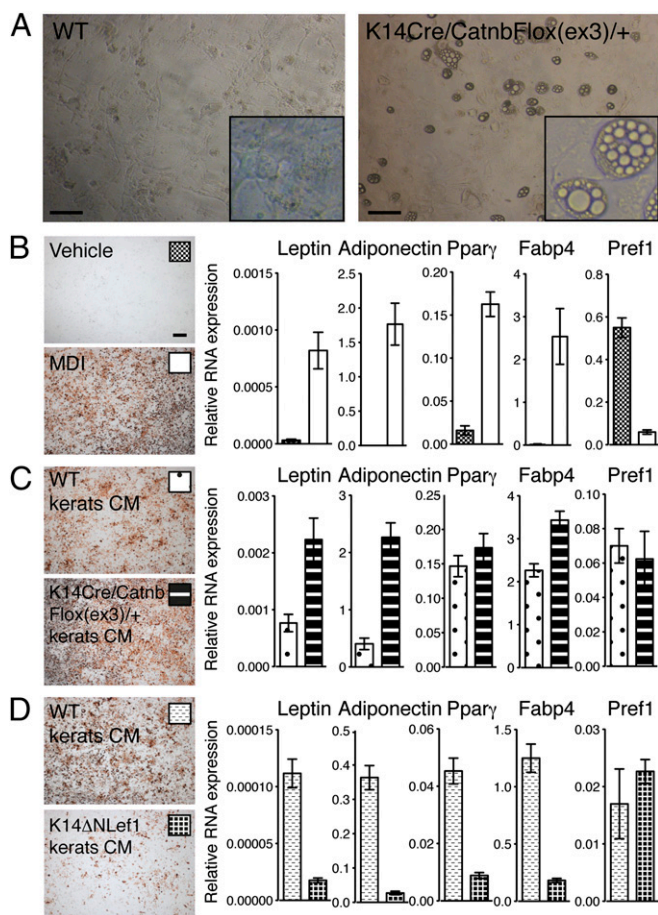 A
WT
K14Cre/CatnbFlox(ex3)/+
B
Vehicle
MDI
Relative RNA expression
Leptin
0.0015
0.0010
0.0005
0.0000
Adiponectin
2.5
2.0
1.5
1.0
0.5
0.0
Pparγ
0.20
0.15
0.10
0.05
0.00
Fabp4
4
3
2
1
0
Pref1
0.8
0.6
0.4
0.2
0.0
C
WT
kerats CM
K14Cre/Catnb
Flox(ex3)/+
kerats CM
Relative RNA expression
Leptin
0.003
0.002
0.001
0.000
Adiponectin
3
2
1
0
Pparγ
0.25
0.20
0.15
0.10
0.05
0.00
Fabp4
4
3
2
1
0
Pref1
0.10
0.08
0.06
0.04
0.02
0.00
D
WT
kerats CM
K14ΔNLef1
kerats CM
Relative RNA expression
Leptin
0.00015
0.00010
0.00005
0.00000
Adiponectin
0.5
0.4
0.3
0.2
0.1
0.0
Pparγ
0.06
0.04
0.02
0.00
Fabp4
1.5
1.0
0.5
0.0
Pref1
0.03
0.02
0.01
0.00